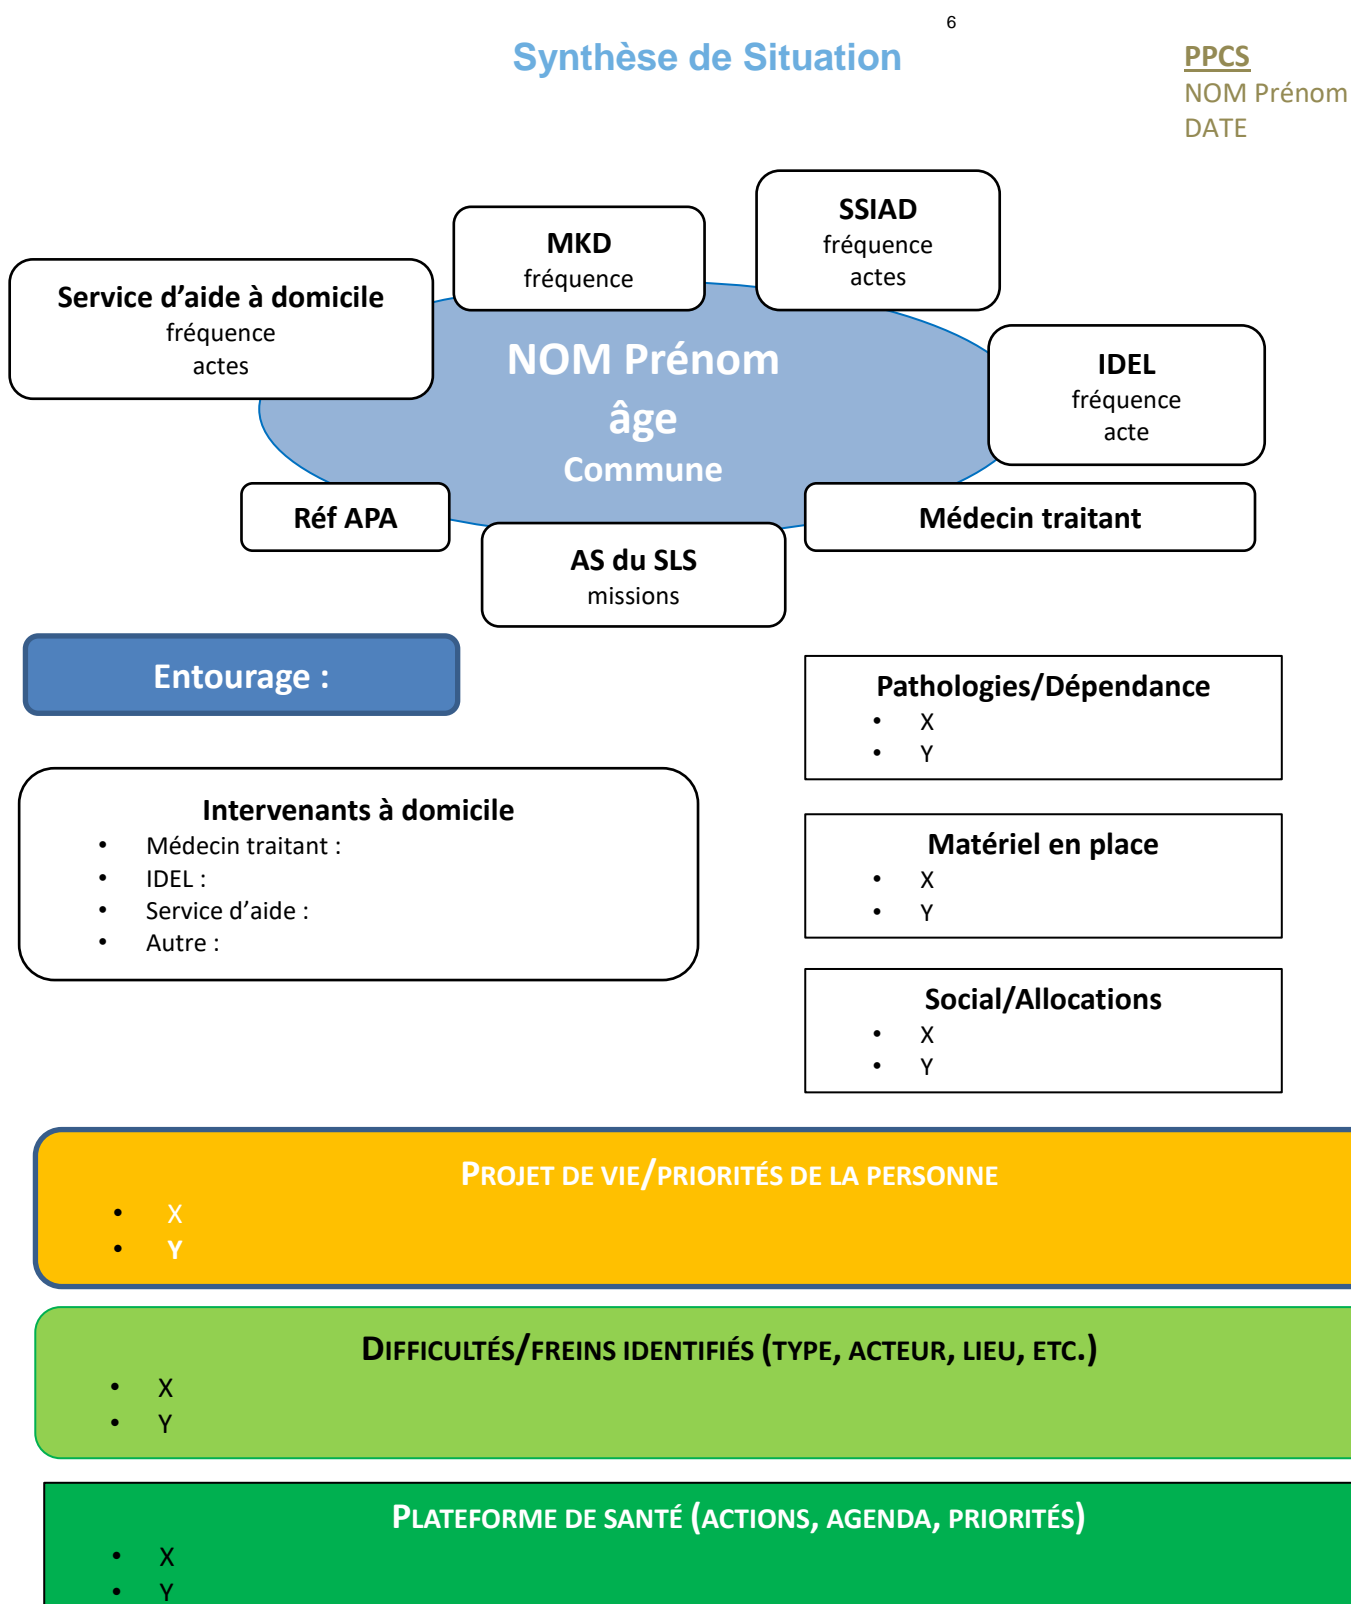 6
Synthèse de Situation
PPCS
NOM Prénom
DATE
SSIAD
fréquence
actes
MKD
fréquence
Service d’aide à domicile
fréquence
actes
NOM Prénom
âge
Commune
IDEL
fréquence
acte
Réf APA
Médecin traitant
AS du SLS
missions
Entourage :
Pathologies/Dépendance
• X
• Y
Intervenants à domicile
• Médecin traitant :
• IDEL :
• Service d’aide :
• Autre :
Matériel en place
• X
• Y
Social/Allocations
• X
• Y
PROJET DE VIE/PRIORITÉS DE LA PERSONNE
• X
• Y
DIFFICULTÉS/FREINS IDENTIFIÉS (TYPE, ACTEUR, LIEU, ETC.)
• X
• Y
PLATEFORME DE SANTÉ (ACTIONS, AGENDA, PRIORITÉS)
• X
• Y